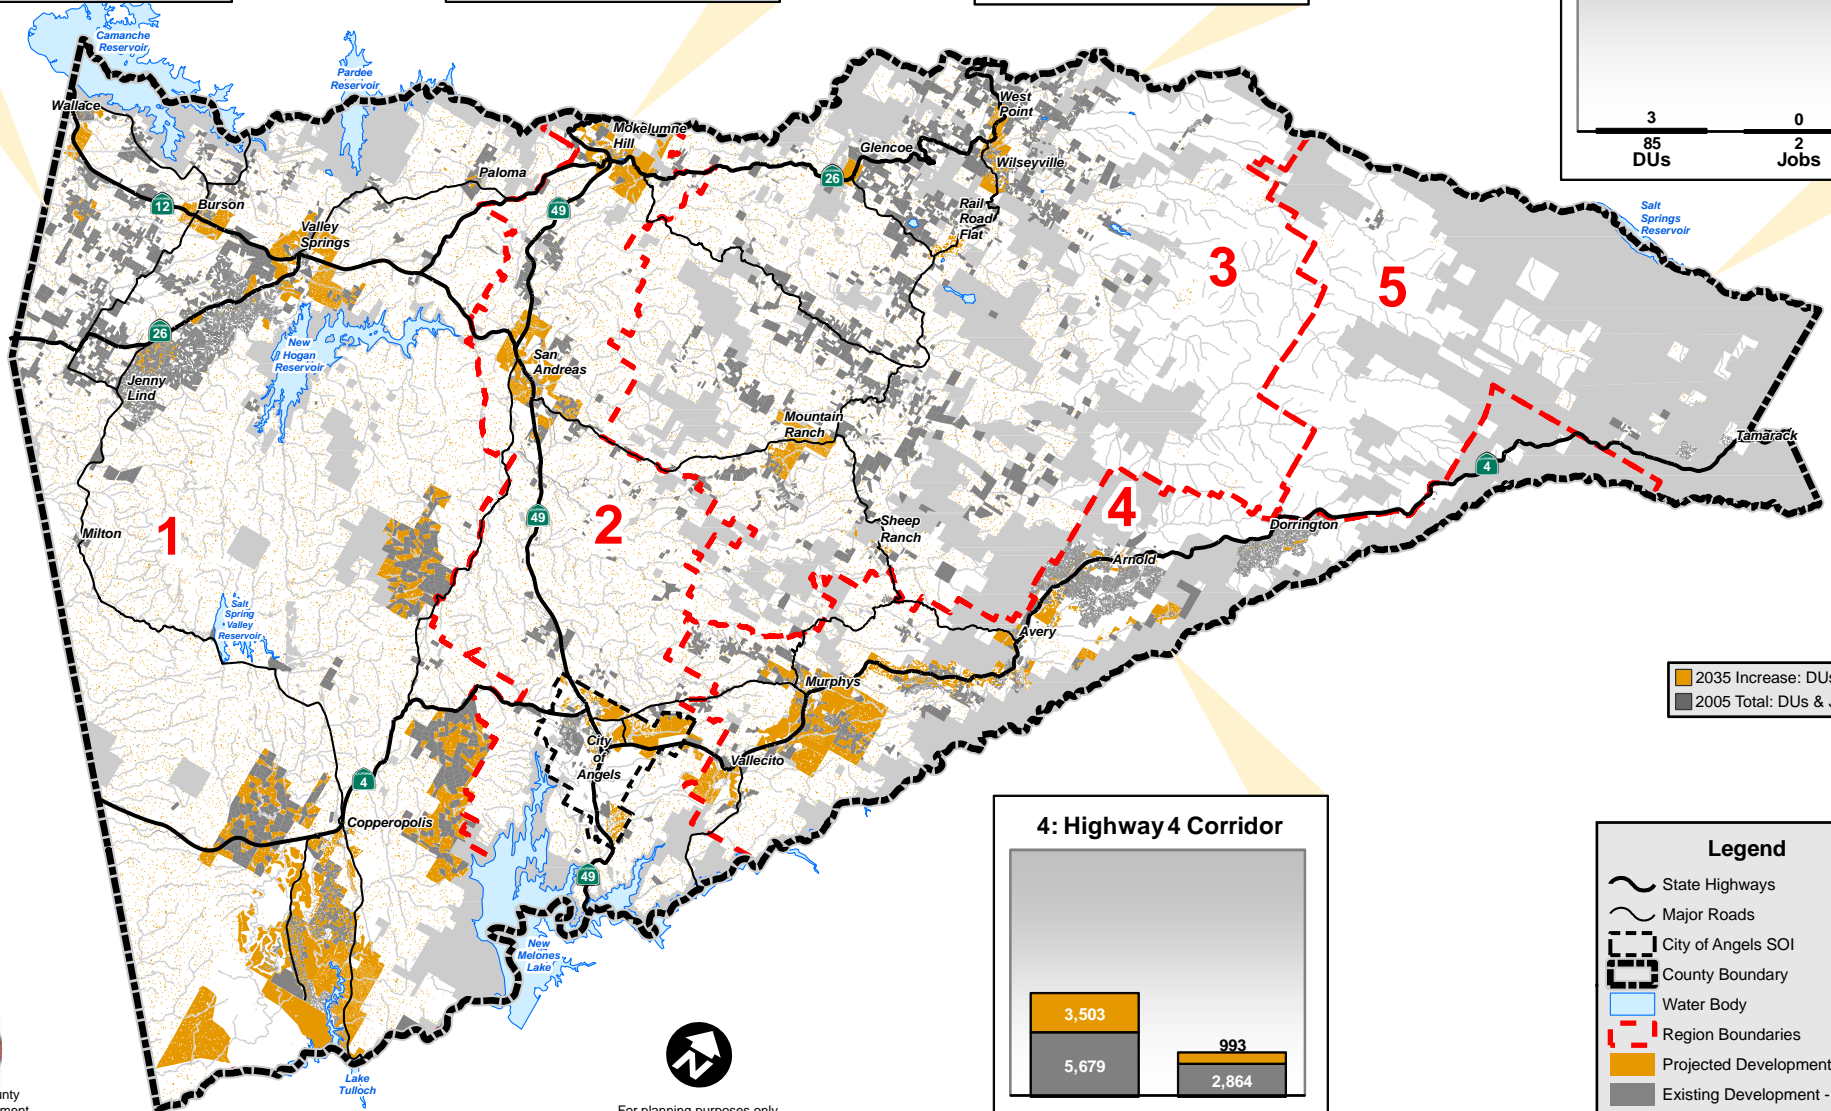 Camanche
Reservoir
Pardee
Reservoir
Wallace
Mokelumne
Hill
West
Point
Glencoe
Wilseyville
Paloma
26
12
Burson
49
Rail
Road
Flat
Valley
Springs
Salt
Springs
Reservoir
3
5
26
New
Hogan
Reservoir
San
Andreas
Jenny
Lind
Mountain
Ranch
Tamarack
4
4
49
2
1
Milton
Sheep
Ranch
Dorrington
Arnold
Salt
Spring
Valley
Reservoir
Avery
Murphys
City
of
Angels
Vallecito
4
Copperopolis
49
New
Melones
Lake
Lake
Tulloch
N
3
0
85
2
DUs
Jobs
2035 Increase: DUs
2005 Total: DUs &
4: Highway 4 Corridor
3,503
5,679
993
2,864
Legend
State Highways
Major Roads
City of Angels SOI
County Boundary
Water Body
Region Boundaries
Projected Development
Existing Development -
For planning purposes only